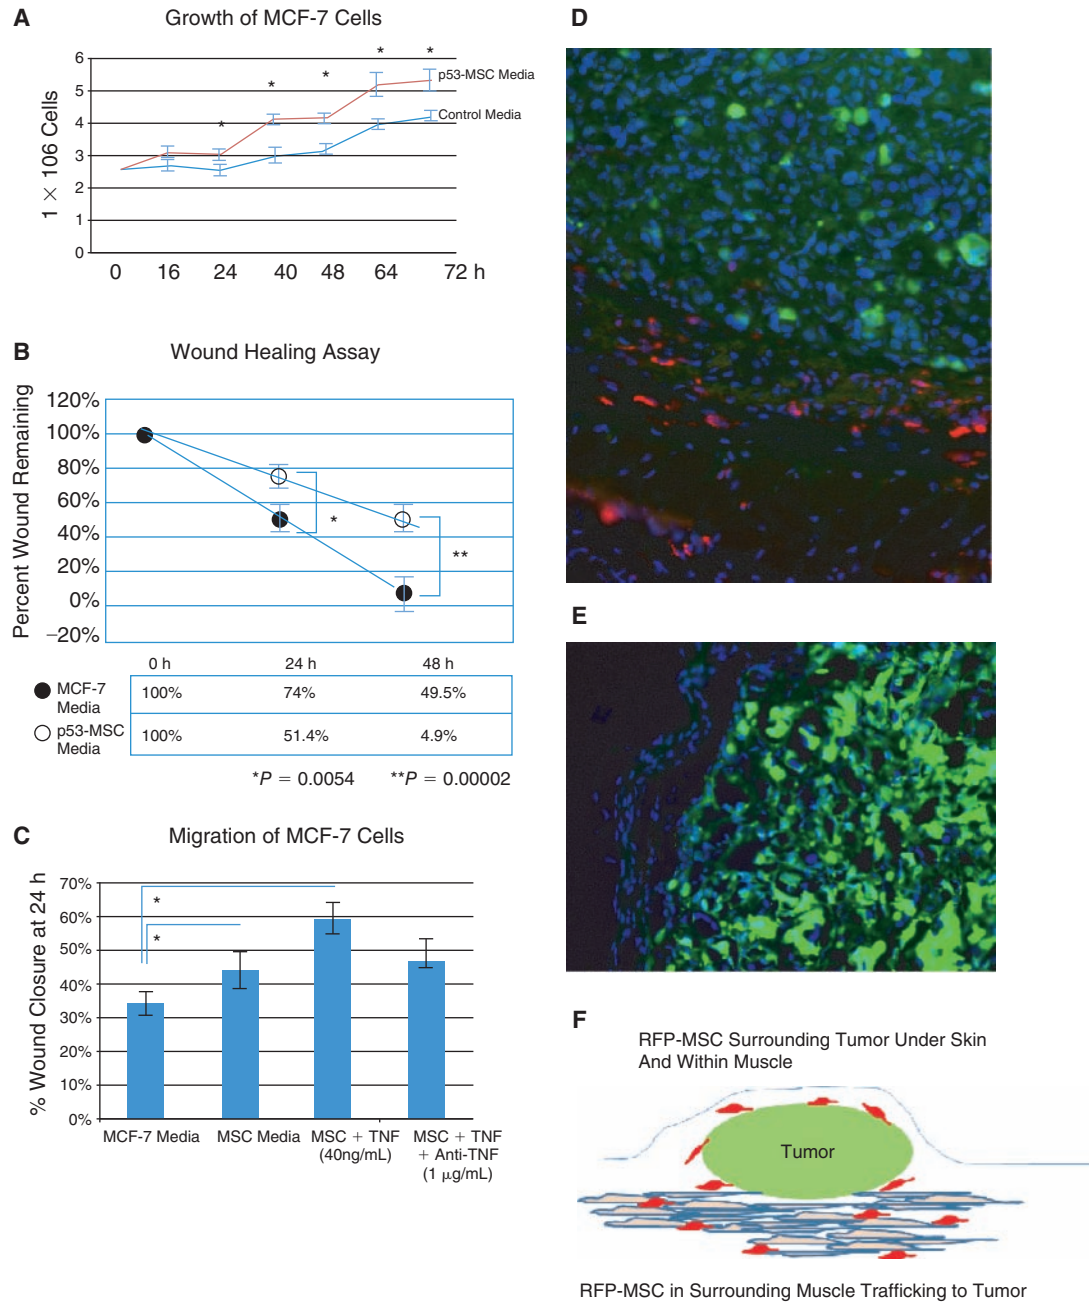 A
Growth of MCF-7 Cells
1 × 106 Cells
6
5
4
3
2
1
0
* * * * *
p53-MSC Media
Control Media
0 16 24 40 48 64 72 h
B
Wound Healing Assay
Percent Wound Remaining
120%
100%
80%
60%
40%
20%
0%
−20%
*
**
0 h 24 h 48 h
MCF-7
Media
100% 74% 49.5%
p53-MSC
Media
100% 51.4% 4.9%
*P = 0.0054 **P = 0.00002
C
Migration of MCF-7 Cells
% Wound Closure at 24 h
70%
60%
50%
40%
30%
20%
10%
0%
*
*
MCF-7 Media
MSC Media
MSC + TNF
(40ng/mL)
MSC + TNF
+ Anti-TNF
(1 μg/mL)
D
E
F
RFP-MSC Surrounding Tumor Under Skin
And Within Muscle
Tumor
RFP-MSC in Surrounding Muscle Trafficking to Tumor